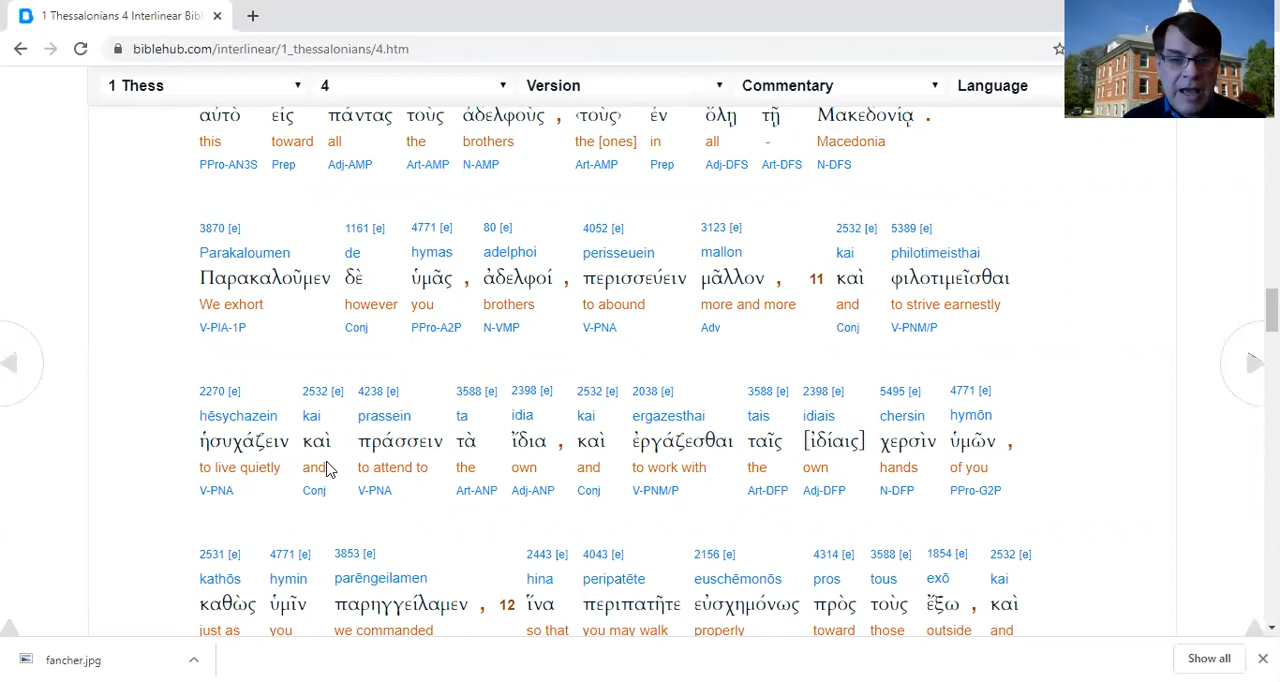 1 Thessalonians 4 Interlinear Bibl
biblehub.com/interlinear/1_thessalonians/4.htm
1 Thess 4 Version Commentary Language
αὐτὸ εἰς πάντας τοὺς ἀδελφοὺς , ‹τοὺς› ἐν ὅλῃ τῇ Μακεδονίᾳ .
this toward all the brothers the [ones] in all - Macedonia
PPro-AN3S Prep Adj-AMP Art-AMP N-AMP Art-AMP Prep Adj-DFS Art-DFS N-DFS
3870 [e] 1161 [e] 4771 [e] 80 [e] 4052 [e] 3123 [e] 2532 [e] 5389 [e]
Parakaloumen de hymas adelphoi perisseuein mallon kai philotimeisthai
Παρακαλοῦμεν δὲ ὑμᾶς , ἀδελφοί , περισσεύειν μᾶλλον , 11 καὶ φιλοτιμεῖσθαι
We exhort however you brothers to abound more and more and to strive earnestly
V-PIA-1P Conj PPro-A2P N-VMP V-PNA Adv Conj V-PNM/P
2270 [e] 2532 [e] 4238 [e] 3588 [e] 2398 [e] 2532 [e] 2038 [e] 3588 [e] 2398 [e] 5495 [e] 4771 [e]
hēsychazein kai prassein ta idia kai ergazesthai tais idiais chersin hymōn
ἡσυχάζειν καὶ πράσσειν τὰ ἴδια , καὶ ἐργάζεσθαι ταῖς [ἰδίαις] χερσὶν ὑμῶν ,
to live quietly and to attend to the own and to work with the own hands of you
V-PNA Conj V-PNA Art-ANP Adj-ANP Conj V-PNM/P Art-DFP Adj-DFP N-DFP PPro-G2P
2531 [e] 4771 [e] 3853 [e] 2443 [e] 4043 [e] 2156 [e] 4314 [e] 3588 [e] 1854 [e] 2532 [e]
kathōs hymin parēngeilamen hina peripatēte euschēmonōs pros tous exō kai
καθὼς ὑμῖν παρηγγείλαμεν , 12 ἵνα περιπατῆτε εὐσχημόνως πρὸς τοὺς ἔξω , καὶ
just as you we commanded so that you may walk properly toward those outside and
fancher.jpg Show all